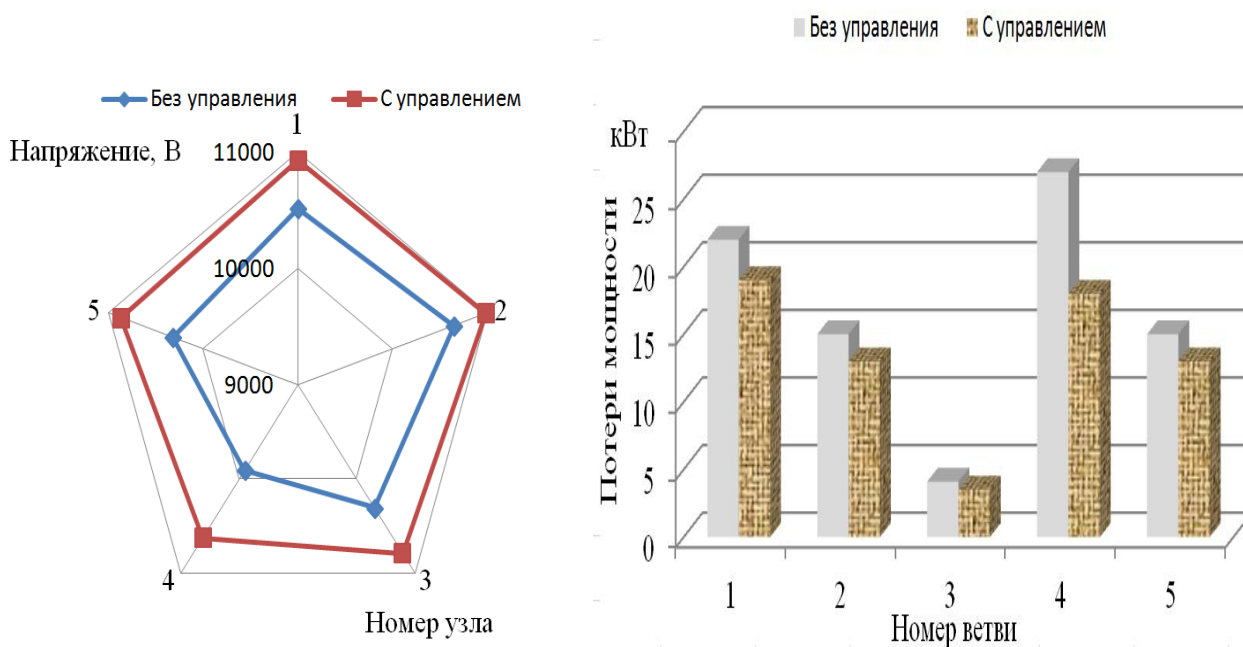 Без управления С управлением
1
Напряжение, В 11000
10000
5 2
9000
4 3
Номер узла
Без управления С управлением
кВт
25
20
15
10
5
0
Потери мощности
1 2 3 4 5
Номер ветви